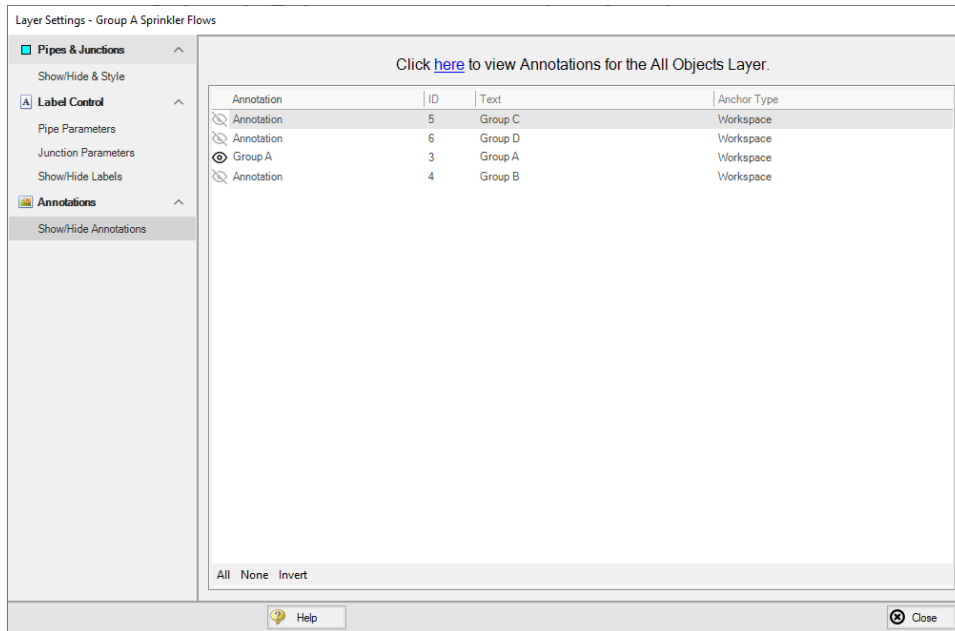 Layer Settings - Group A Sprinkler Flows
Pipes & Junctions
Show/Hide & Style
Label Control
Pipe Parameters
Junction Parameters
Show/Hide Labels
Annotations
Show/Hide Annotations
Click here to view Annotations for the All Objects Layer.
Annotation ID Text Anchor Type
Annotation 5 Group C Workspace
Annotation 6 Group D Workspace
Group A 3 Group A Workspace
Annotation 4 Group B Workspace
All None Invert
Help
Close